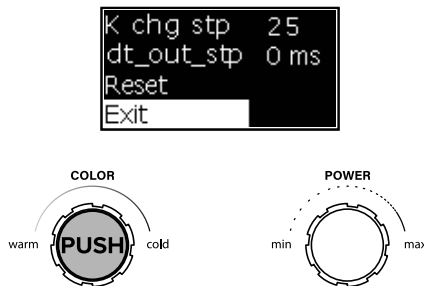 K chg stp 25
dt_out_stp 0 ms
Reset
Exit
COLOR POWER
warm PUSH cold min max